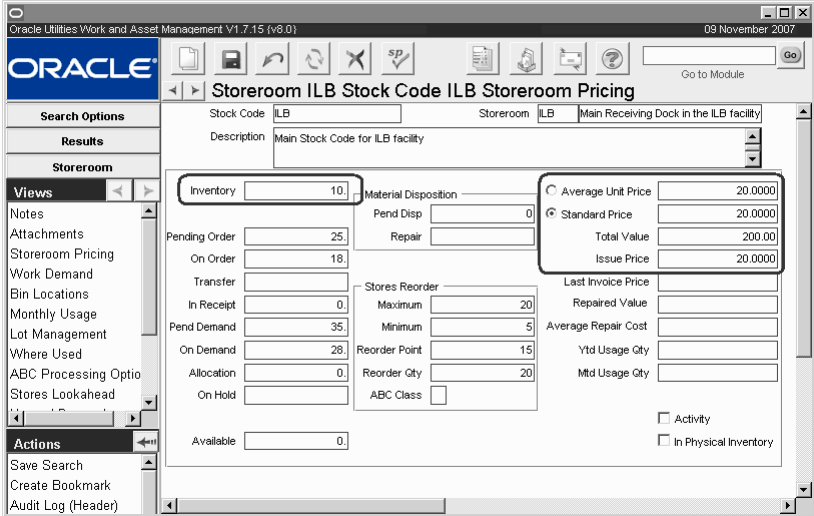 Oracle Utilities Work and Asset Management V1.7.15 {v8.0} 09 November 2007
ORACLE
sp
Go
Go to Module
Storeroom ILB Stock Code ILB Storeroom Pricing
Search Options
Results
Storeroom
Views
Notes
Attachments
Storeroom Pricing
Work Demand
Bin Locations
Monthly Usage
Lot Management
Where Used
ABC Processing Optio
Stores Lookahead
Actions
Save Search
Create Bookmark
Audit Log (Header)
Stock Code ILB Storeroom ILB Main Receiving Dock in the ILB facility
Description Main Stock Code for ILB facility
Inventory 10.
Pending Order 25.
On Order 18.
Transfer
In Receipt 0.
Pend Demand 35.
On Demand 28.
Allocation 0.
On Hold
Available 0.
Material Disposition
Pend Disp 0
Repair
Stores Reorder
Maximum 20
Minimum 5
Reorder Point 15
Reorder Qty 20
ABC Class
Average Unit Price 20.0000
Standard Price 20.0000
Total Value 200.00
Issue Price 20.0000
Last Invoice Price
Repaired Value
Average Repair Cost
Ytd Usage Qty
Mtd Usage Qty
Activity
In Physical Inventory